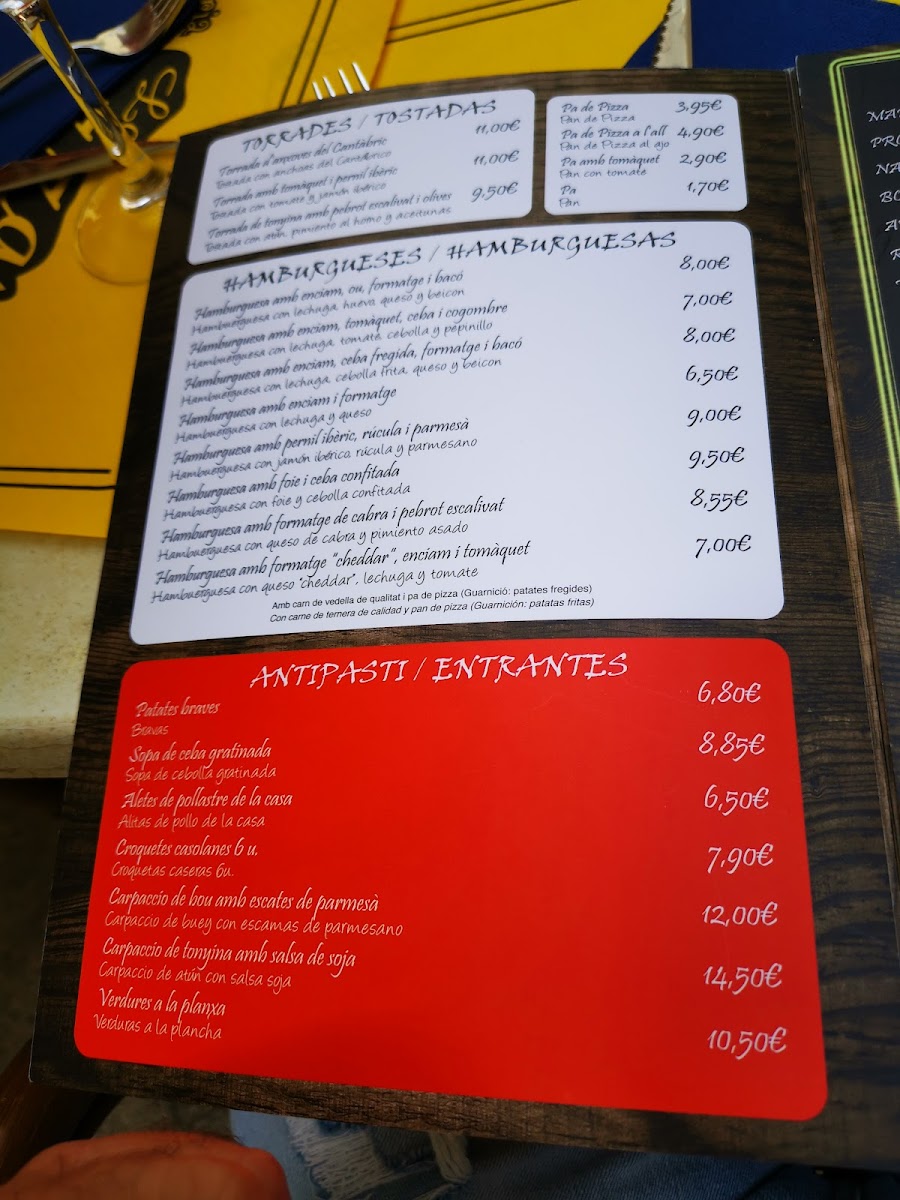 TORRADES / TOSTADAS
Torrada d'anxoves del Cantàbric 11,00€
Tostada con anchoas del Cantábrico
Torrada amb tomàquet i pernil ibèric 11,00€
Tostada con tomate y jamón ibérico
Torrada de tonyina amb pebrot escalivat i olives 9,50€
Tostada con atún, pimiento al horno y aceitunas
Pa de Pizza 3,95€
Pan de Pizza
Pa de Pizza a l'all 4,90€
Pan de Pizza al ajo
Pa amb tomàquet 2,90€
Pan con tomate
Pa 1,70€
Pan
HAMBURGUESES / HAMBURGUESAS
Hamburguesa amb enciam, ou, formatge i bacó 8,00€
Hambuerguesa con lechuga, huevo, queso y beicon
Hamburguesa amb enciam, tomàquet, ceba i cogombre 7,00€
Hambuerguesa con lechuga, tomate, cebolla y pepinillo
Hamburguesa amb enciam, ceba fregida, formatge i bacó 8,00€
Hambuerguesa con lechuga, cebolla frita, queso y beicon
Hamburguesa amb enciam i formatge 6,50€
Hambuerguesa con lechuga y queso
Hamburguesa amb pernil ibèric, rúcula i parmesà 9,00€
Hambuerguesa con jamón ibérico, rúcula y parmesano
Hamburguesa amb foie i ceba confitada 9,50€
Hambuerguesa con foie y cebolla confitada
Hamburguesa amb formatge de cabra i pebrot escalivat 8,55€
Hambuerguesa con queso de cabra y pimiento asado
Hamburguesa amb formatge "cheddar", enciam i tomàquet 7,00€
Hambuerguesa con queso "cheddar", lechuga y tomate
Amb carn de vedella de qualitat i pa de pizza (Guarnició: patates fregides)
Con carne de ternera de calidad y pan de pizza (Guarnición: patatas fritas)
ANTIPASTI / ENTRANTES
Patates braves 6,80€
Bravas
Sopa de ceba gratinada 8,85€
Sopa de cebolla gratinada
Aletes de pollastre de la casa 6,50€
Alitas de pollo de la casa
Croquetes casolanes 6 u. 7,90€
Croquetas caseras 6u.
Carpaccio de bou amb escates de parmesà 12,00€
Carpaccio de buey con escamas de parmesano
Carpaccio de tonyina amb salsa de soja 14,50€
Carpaccio de atún con salsa soja
Verdures a la planxa 10,50€
Verduras a la plancha